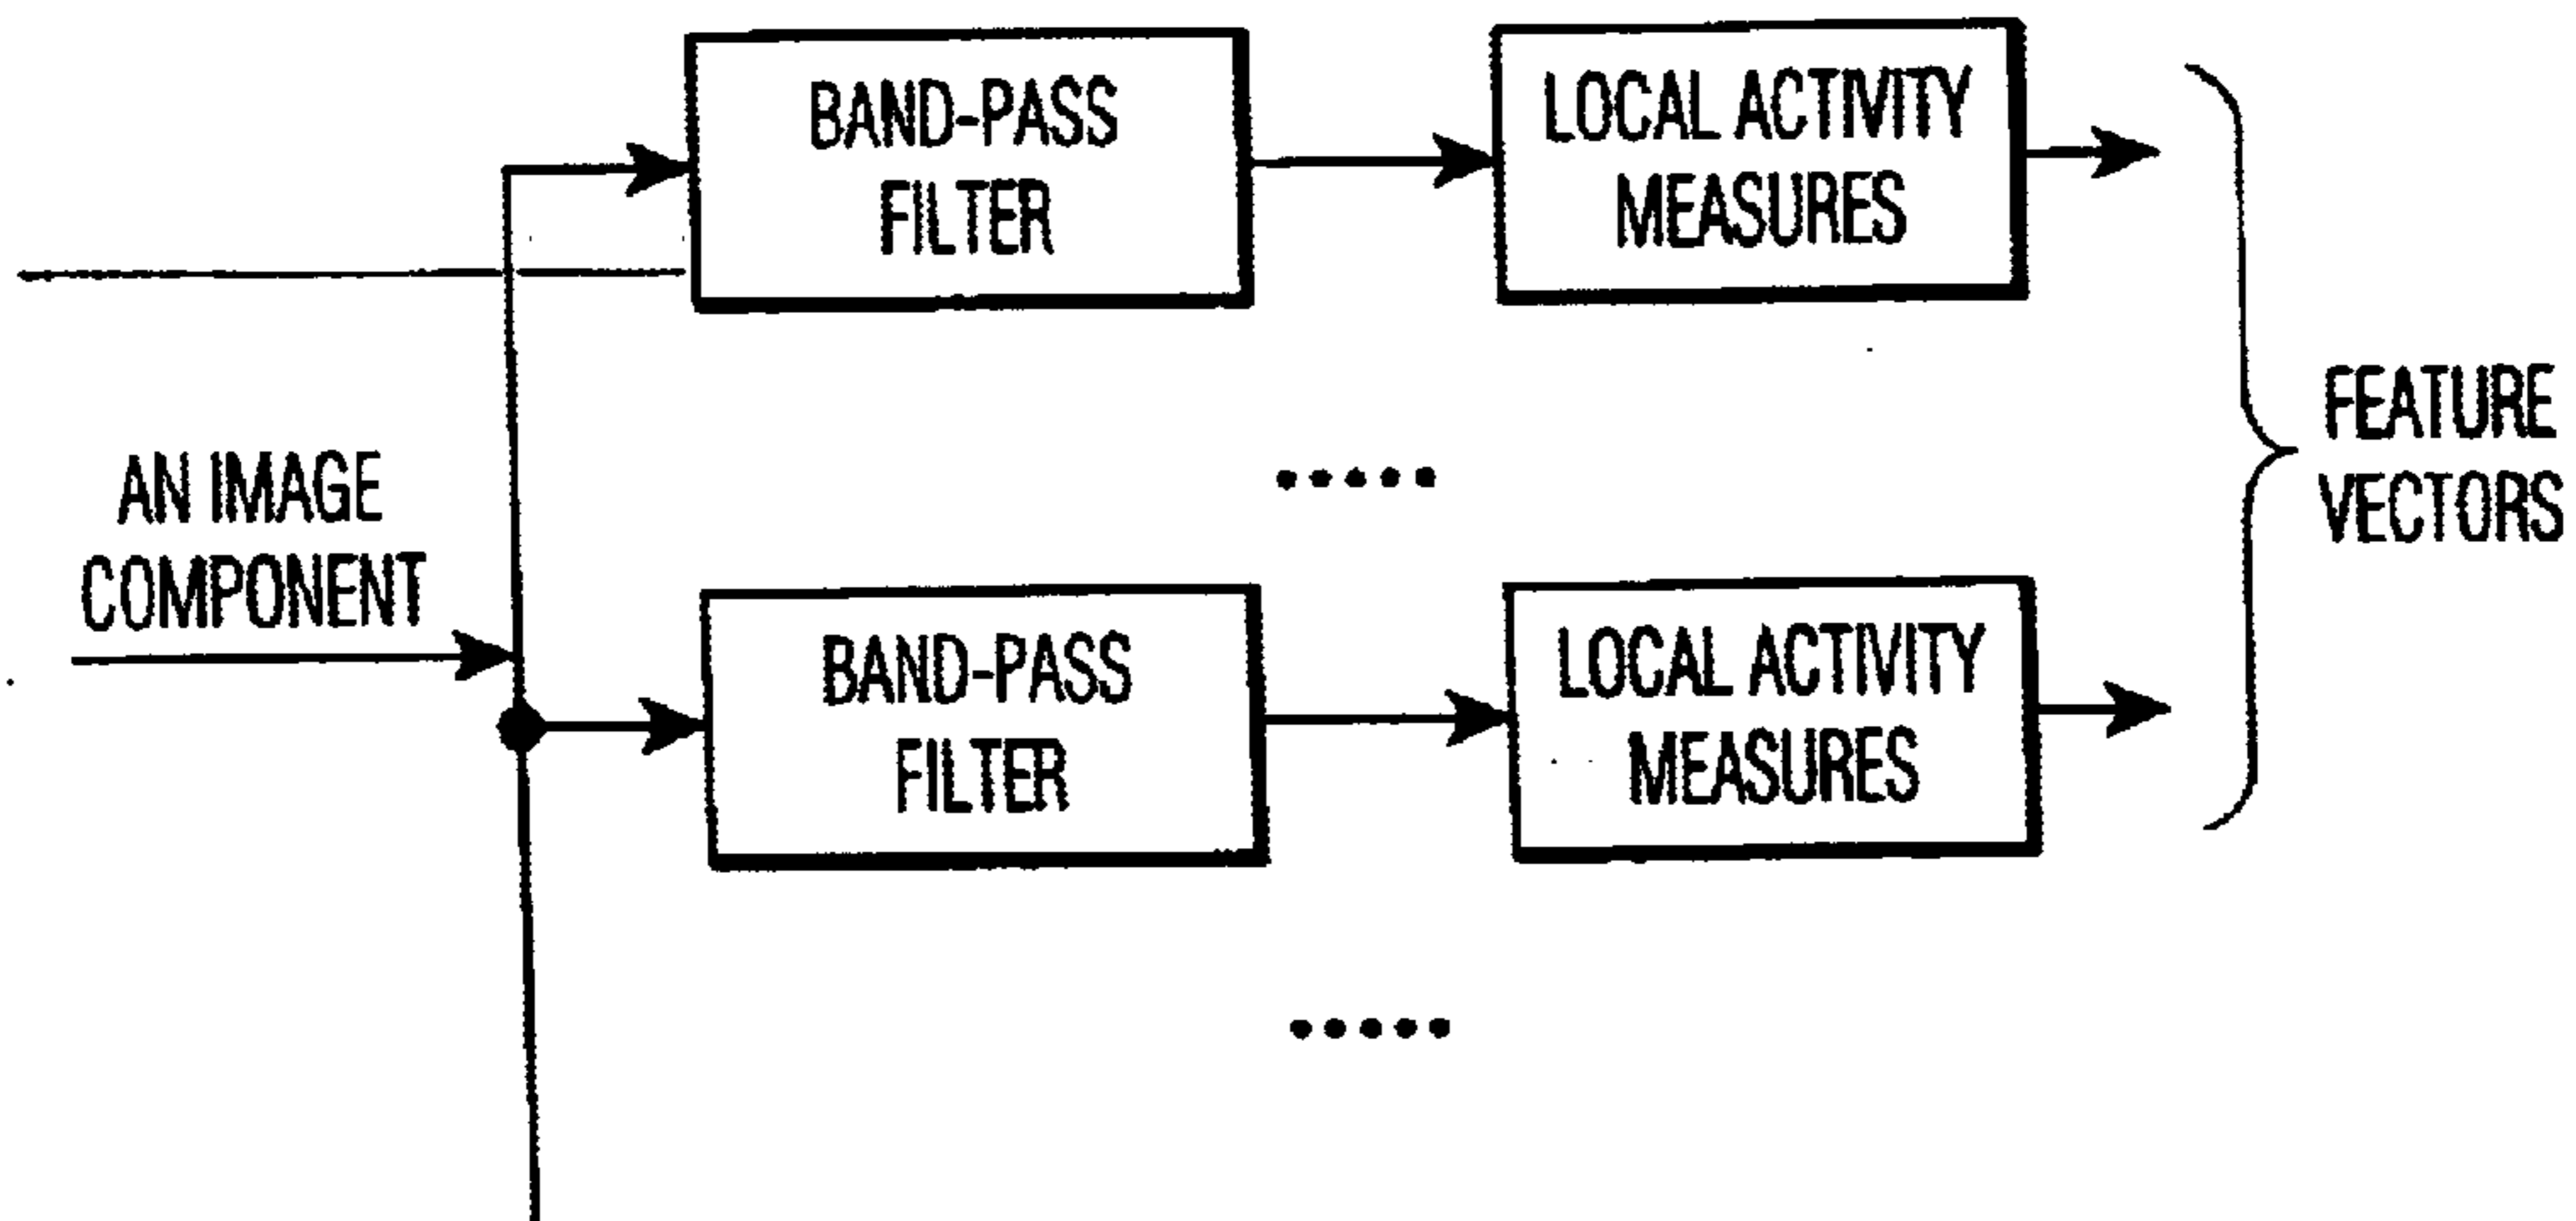 BAND-PASS
FILTER
LOCAL ACTIVITY
MEASURES
AN IMAGE
COMPONENT
FEATURE
VECTORS
BAND-PASS
FILTER
LOCAL ACTIVITY
MEASURES